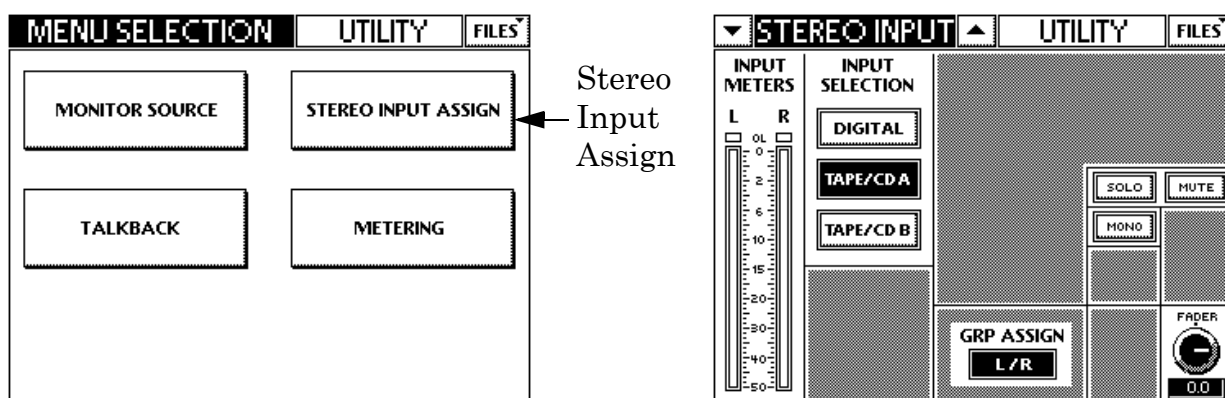 MENU SELECTION UTILITY FILES
MONITOR SOURCE
STEREO INPUT ASSIGN
TALKBACK
METERING
Stereo
Input
Assign
STEREO INPUT UTILITY FILES
INPUT
METERS
L R
OL
0
2
6
10
15
20
30
40
50
INPUT
SELECTION
DIGITAL
TAPE/CD A
TAPE/CD B
SOLO MUTE
MONO
GRP ASSIGN
L/R
FADER
0.0